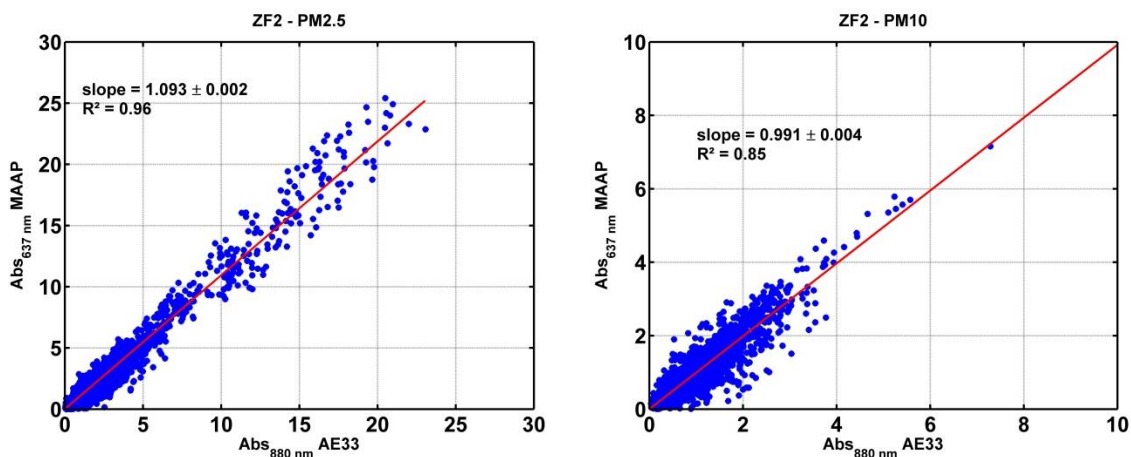 ZF2 - PM2.5
30
25
20
15
10
5
0
slope = 1.093 ± 0.002
R² = 0.96
Abs637 nm MAAP
0 5 10 15 20 25 30
Abs880 nm AE33
ZF2 - PM10
10
8
6
4
2
0
slope = 0.991 ± 0.004
R² = 0.85
Abs637 nm MAAP
0 2 4 6 8 10
Abs880 nm AE33